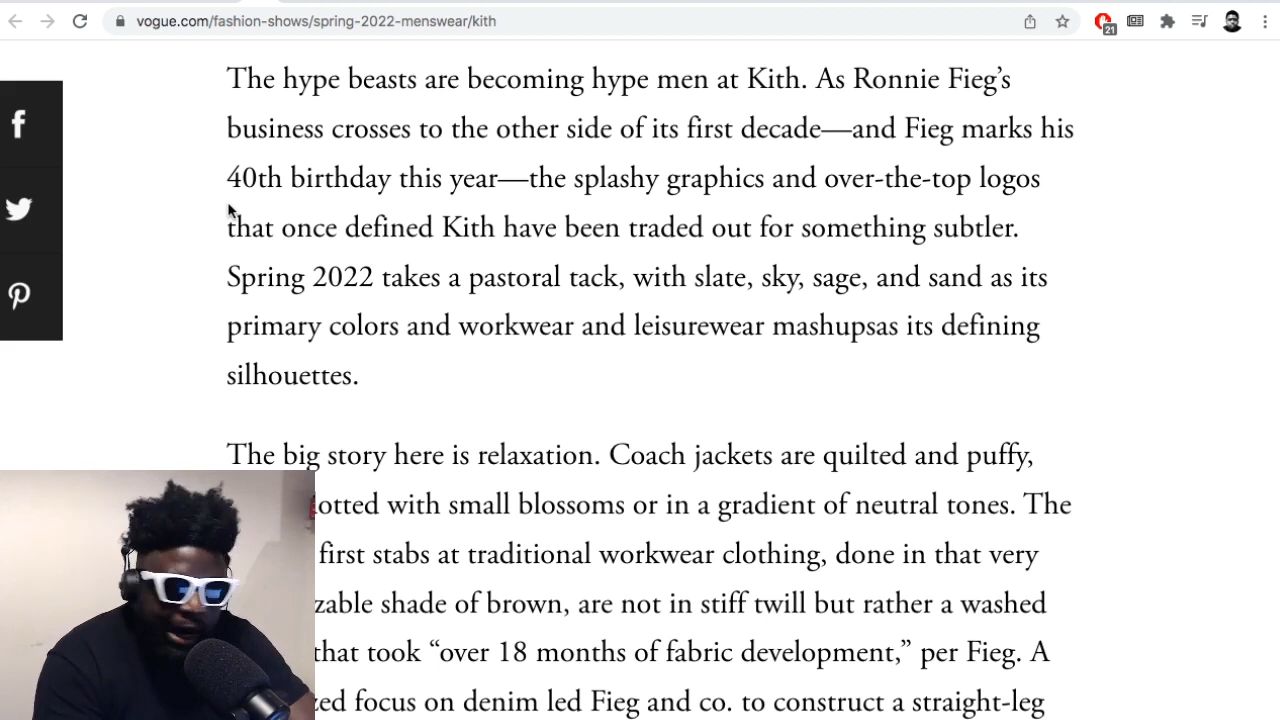 vogue.com/fashion-shows/spring-2022-menswear/kith
21
The hype beasts are becoming hype men at Kith. As Ronnie Fieg’s
business crosses to the other side of its first decade—and Fieg marks his
40th birthday this year—the splashy graphics and over-the-top logos
that once defined Kith have been traded out for something subtler.
Spring 2022 takes a pastoral tack, with slate, sky, sage, and sand as its
primary colors and workwear and leisurewear mashupsas its defining
silhouettes.
The big story here is relaxation. Coach jackets are quilted and puffy,
otted with small blossoms or in a gradient of neutral tones. The
first stabs at traditional workwear clothing, done in that very
zable shade of brown, are not in stiff twill but rather a washed
that took “over 18 months of fabric development,” per Fieg. A
zed focus on denim led Fieg and co. to construct a straight-leg